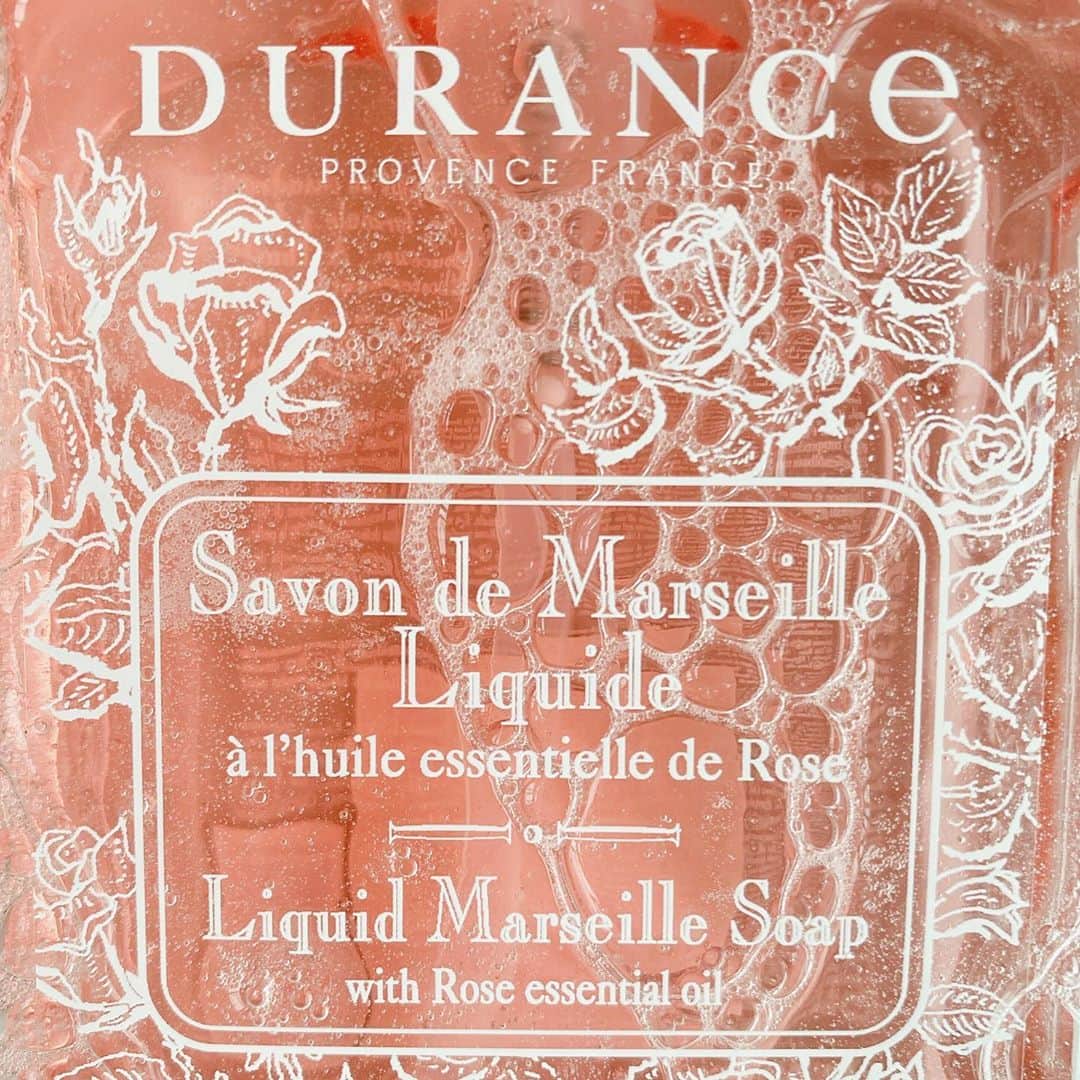 DURANCe
PROVENCE FRANCE
Savon de Marseille
Liquide
à l'huile essentielle de Rose
Liquid Marseille Soap
with Rose essential oil